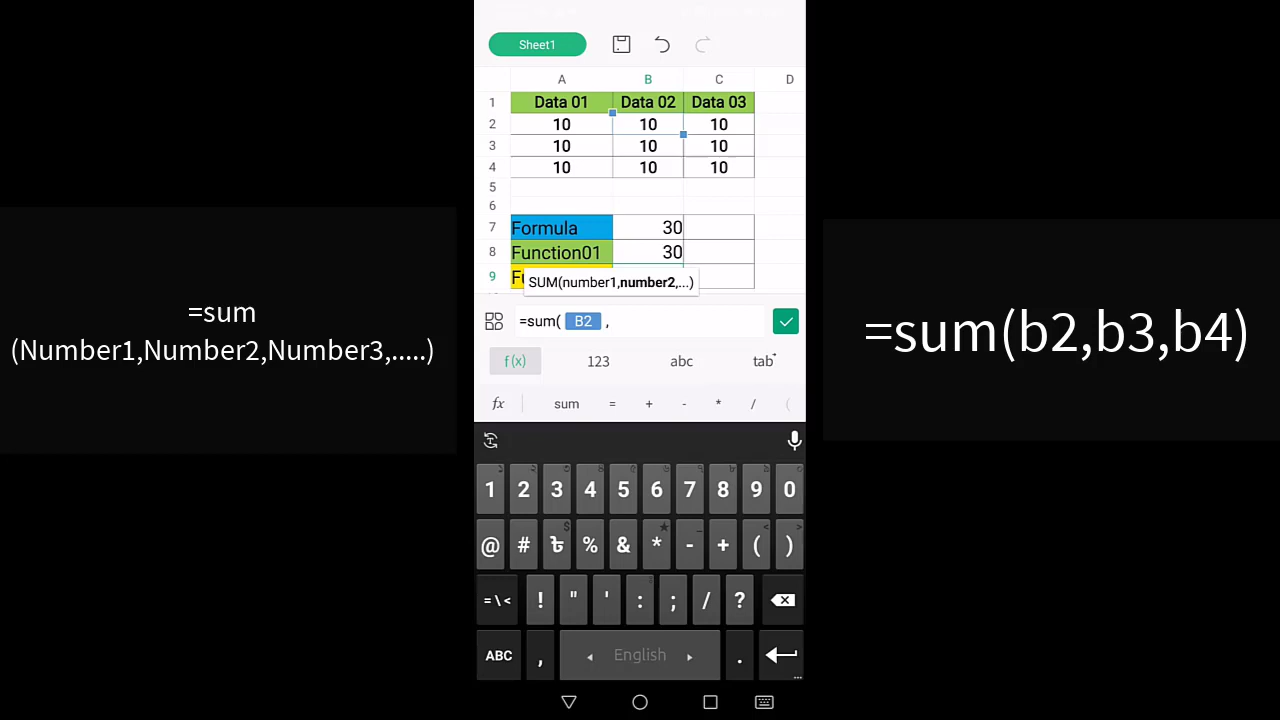 =sum
(Number1,Number2,Number3,.....)
Sheet1
A B C D
1 Data 01 Data 02 Data 03
2 10 10 10
3 10 10 10
4 10 10 10
5
6
7 Formula 30
8 Function01 30
9 Fu
SUM(number1,number2,...)
=sum( B2 ,
f(x) 123 abc tab
fx sum = + - * / (
1 2 3 4 5 6 7 8 9 0
@ # ৳ % & * - + ( )
=\< ! " ' : ; / ?
ABC , English .
=sum(b2,b3,b4)